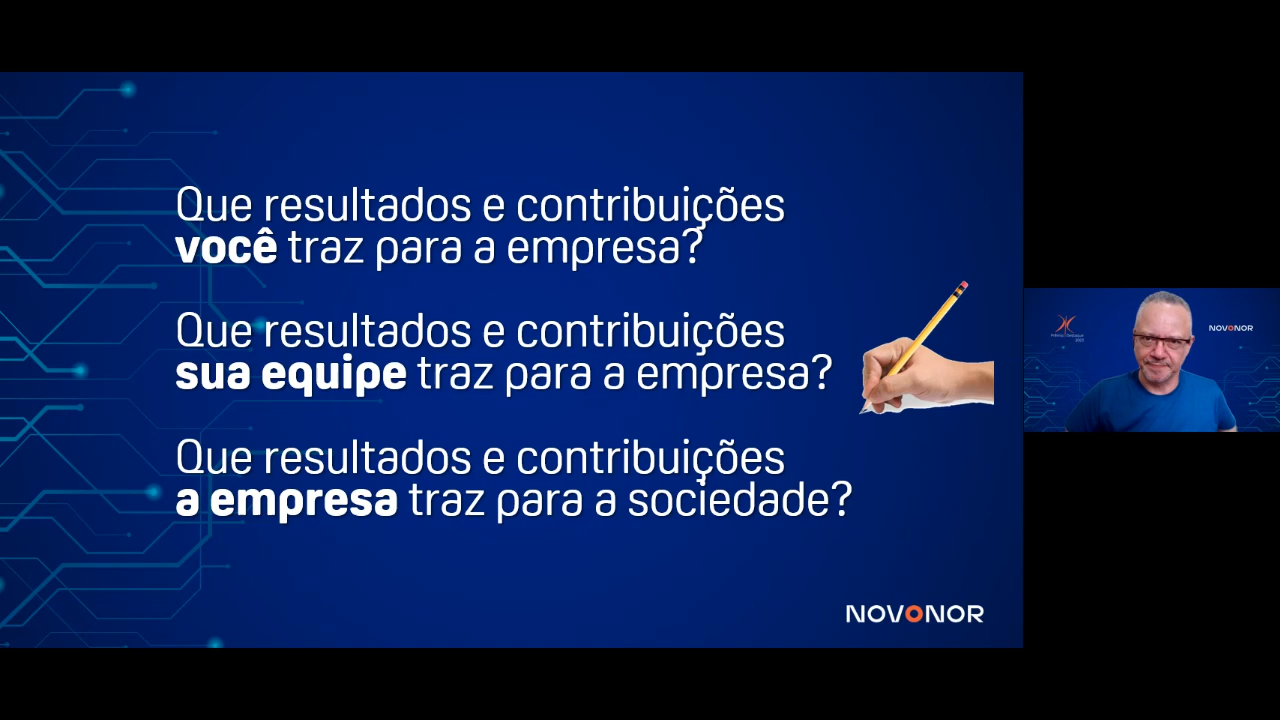 Que resultados e contribuições
você traz para a empresa?
Que resultados e contribuições
sua equipe traz para a empresa?
Que resultados e contribuições
a empresa traz para a sociedade?
NOVONOR
NOVONOR